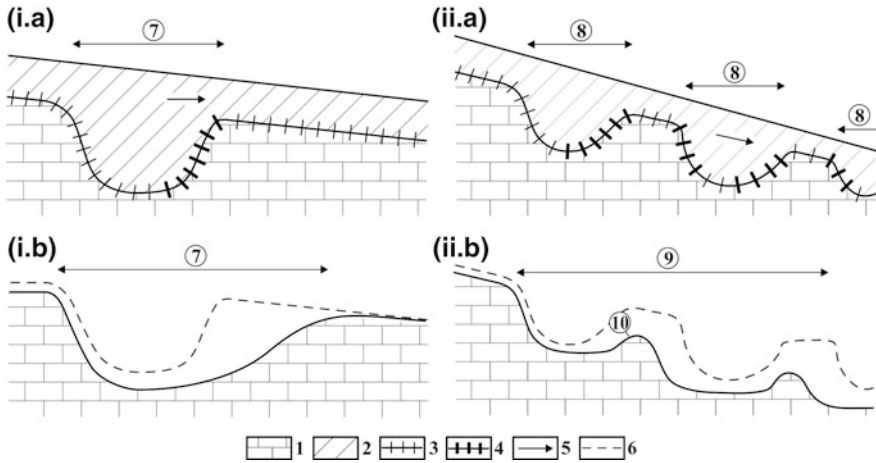 (i.a)
⑦
(ii.a)
⑧
⑧
⑧
(i.b)
⑦
(ii.b)
⑨
⑩
1 2 3 4 5 6